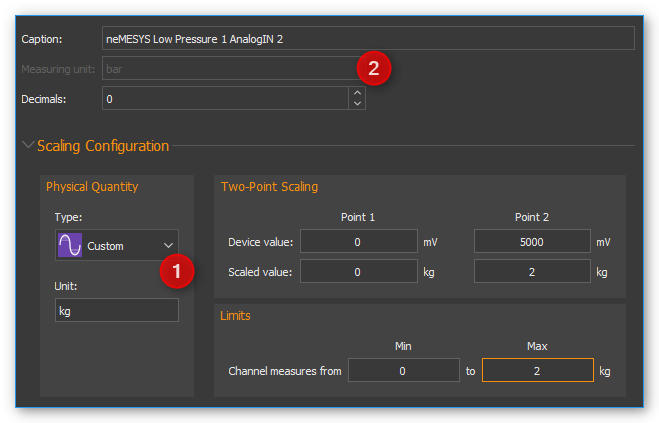 Caption: neMESYS Low Pressure 1 AnalogIN 2
Measuring unit: bar 2
Decimals: 0
Scaling Configuration
Physical Quantity Two-Point Scaling
Type: Point 1 Point 2
Custom Device value: 0 mV 5000 mV
1 Scaled value: 0 kg 2 kg
Unit:
kg Limits
Min Max
Channel measures from 0 to 2 kg